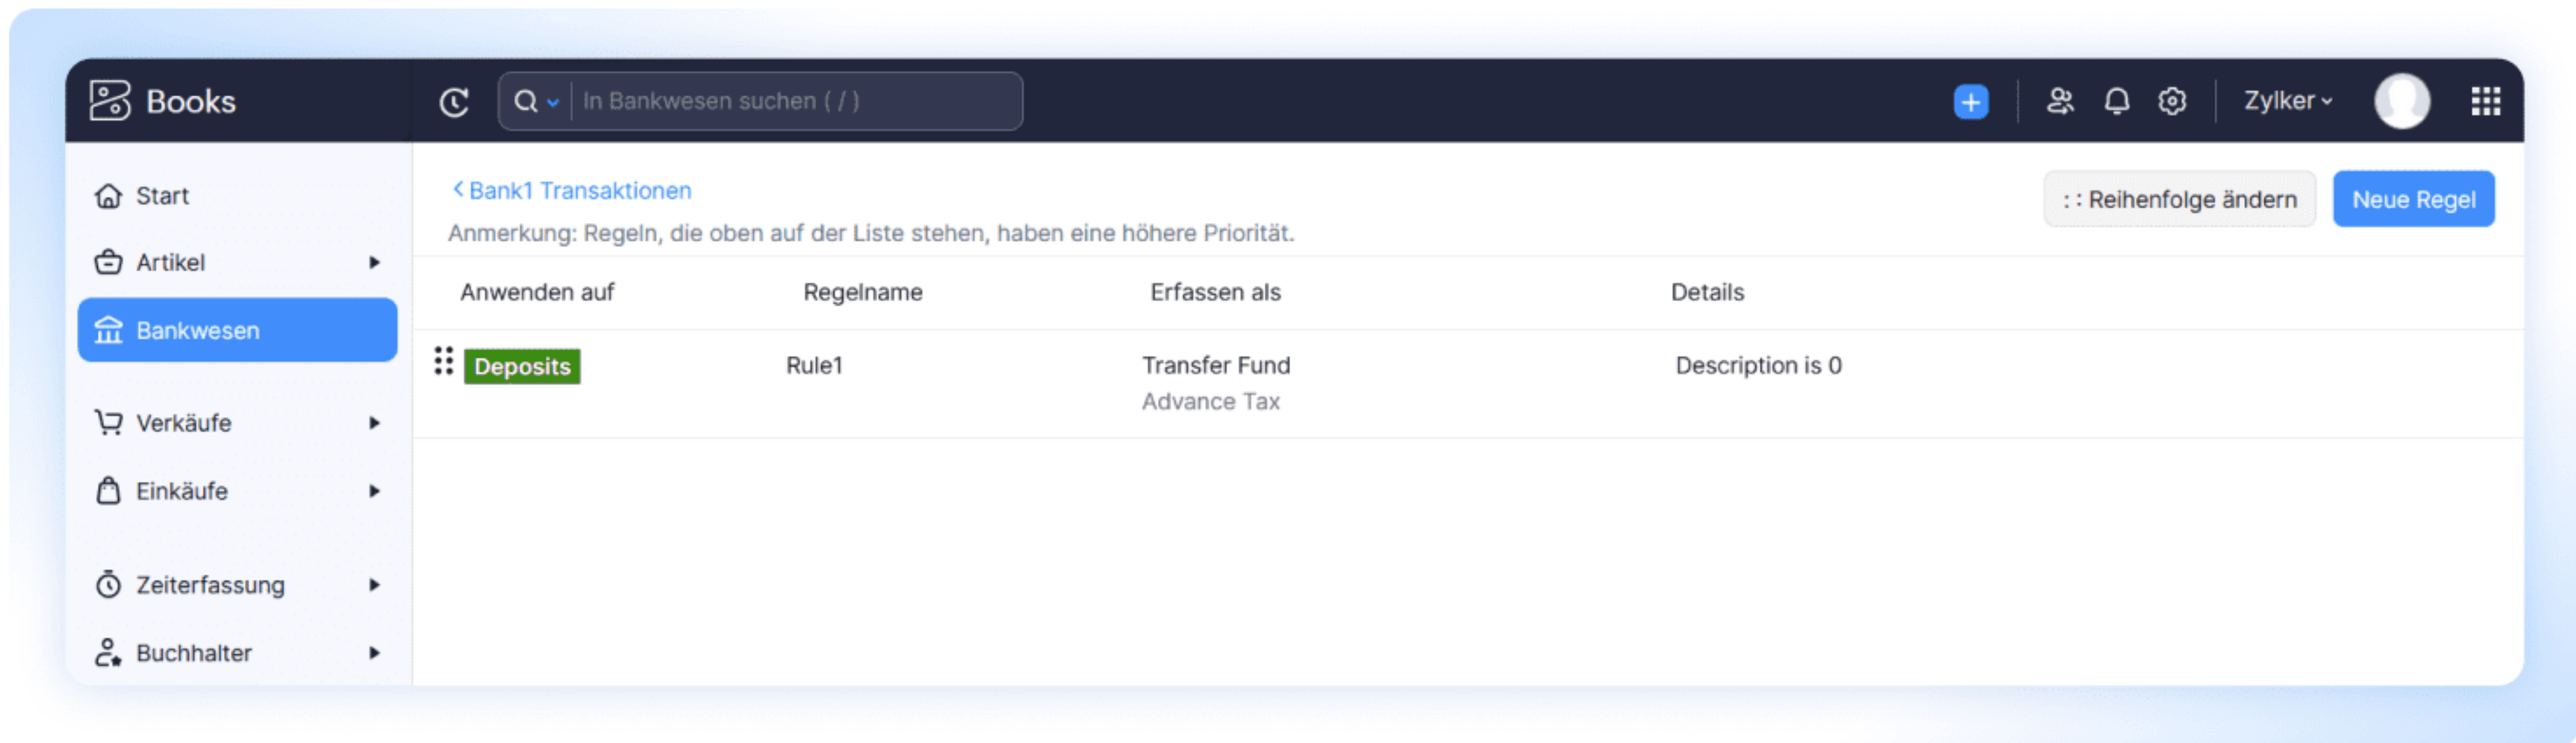 Books
In Bankwesen suchen ( / )
Zylker
Start
Artikel
Bankwesen
Verkäufe
Einkäufe
Zeiterfassung
Buchhalter
Bank1 Transaktionen
Anmerkung: Regeln, die oben auf der Liste stehen, haben eine höhere Priorität.
: : Reihenfolge ändern
Neue Regel
Anwenden auf Regelname Erfassen als Details
Deposits Rule1 Transfer Fund Description is 0
Advance Tax